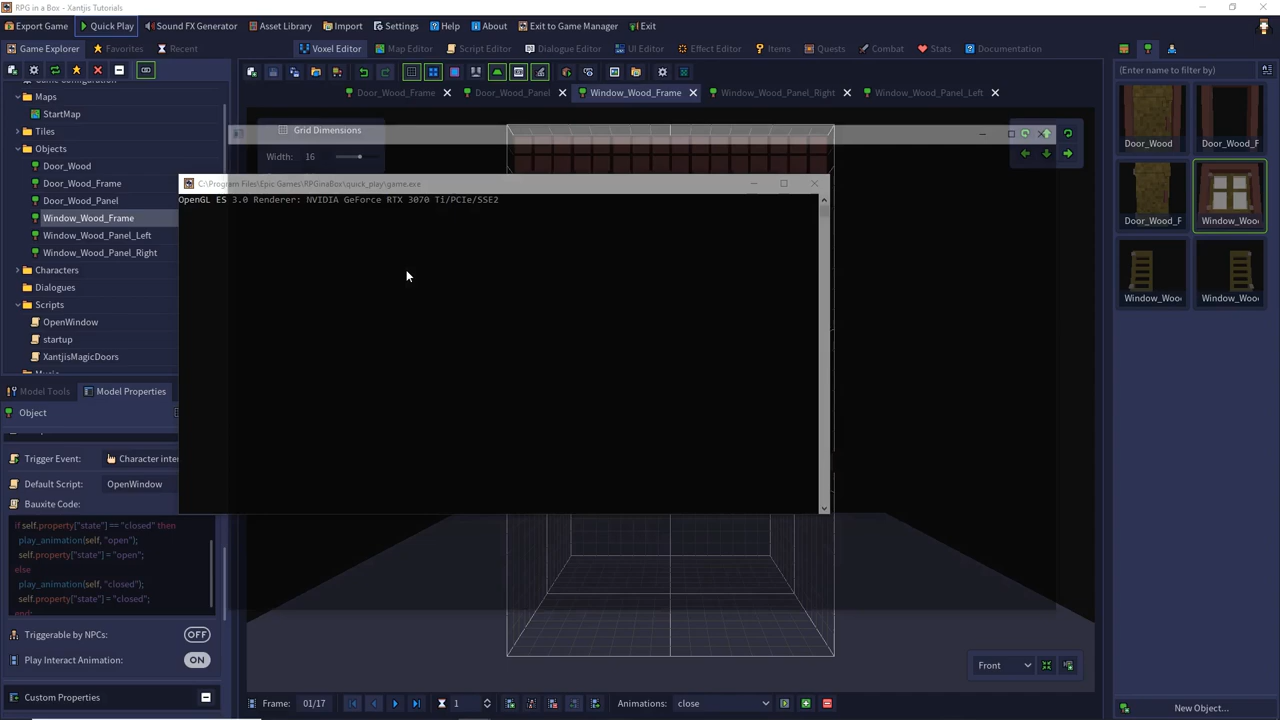 RPG in a Box — Xantjis Tutorials
Export Game
Quick Play
Sound FX Generator
Asset Library
Import
Settings
Help
About
Exit to Game Manager
Exit
Game Explorer
Favorites
Recent
Voxel Editor
Map Editor
Script Editor
Dialogue Editor
UI Editor
Effect Editor
Items
Quests
Combat
Stats
Documentation
(Enter name to filter by)
Door_Wood_Frame
Door_Wood_Panel
Window_Wood_Frame
Window_Wood_Panel_Right
Window_Wood_Panel_Left
Maps
StartMap
Tiles
Objects
Door_Wood
Door_Wood_Frame
Door_Wood_Panel
Window_Wood_Frame
Window_Wood_Panel_Left
Window_Wood_Panel_Right
Characters
Dialogues
Scripts
OpenWindow
startup
XantjisMagicDoors
Grid Dimensions
Width: 16
C:\Program Files\Epic Games\RPGinaBox\quick_play\game.exe
OpenGL ES 3.0 Renderer: NVIDIA GeForce RTX 3070 Ti/PCIe/SSE2
Door_Wood
Door_Wood_F
Door_Wood_F
Window_Woo
Window_Woo
Window_Woo
Model Tools
Model Properties
Object
Trigger Event: Character inte
Default Script: OpenWindow
Bauxite Code:
if self.property["state"] == "closed" then
play_animation(self, "open");
self.property["state"] = "open";
else
play_animation(self, "closed");
self.property["state"] = "closed";
end;
Triggerable by NPCs: OFF
Play Interact Animation: ON
Custom Properties
Front
Frame: 01/17
1
Animations: close
New Object...